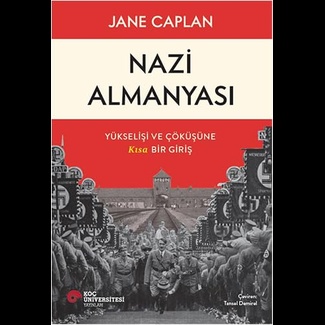 JANE CAPLAN
NAZİ
ALMANYASI
YÜKSELİŞİ VE ÇÖKÜŞÜNE
Kısa BİR GİRİŞ
KOÇ
ÜNİVERSİTESİ
YAYINLARI
Çeviren:
Tansel Demirel